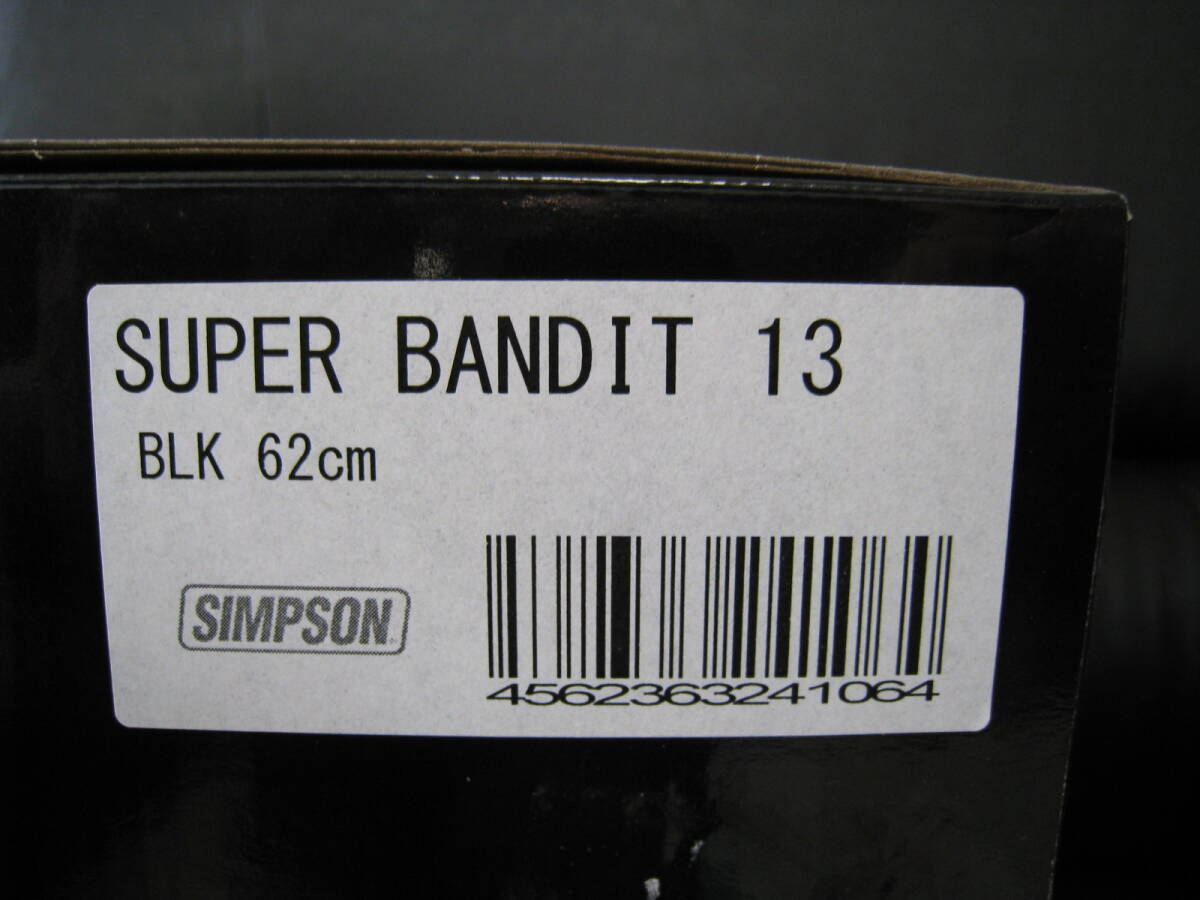 SUPER BANDIT 13
BLK 62cm
SIMPSON
4562363241064